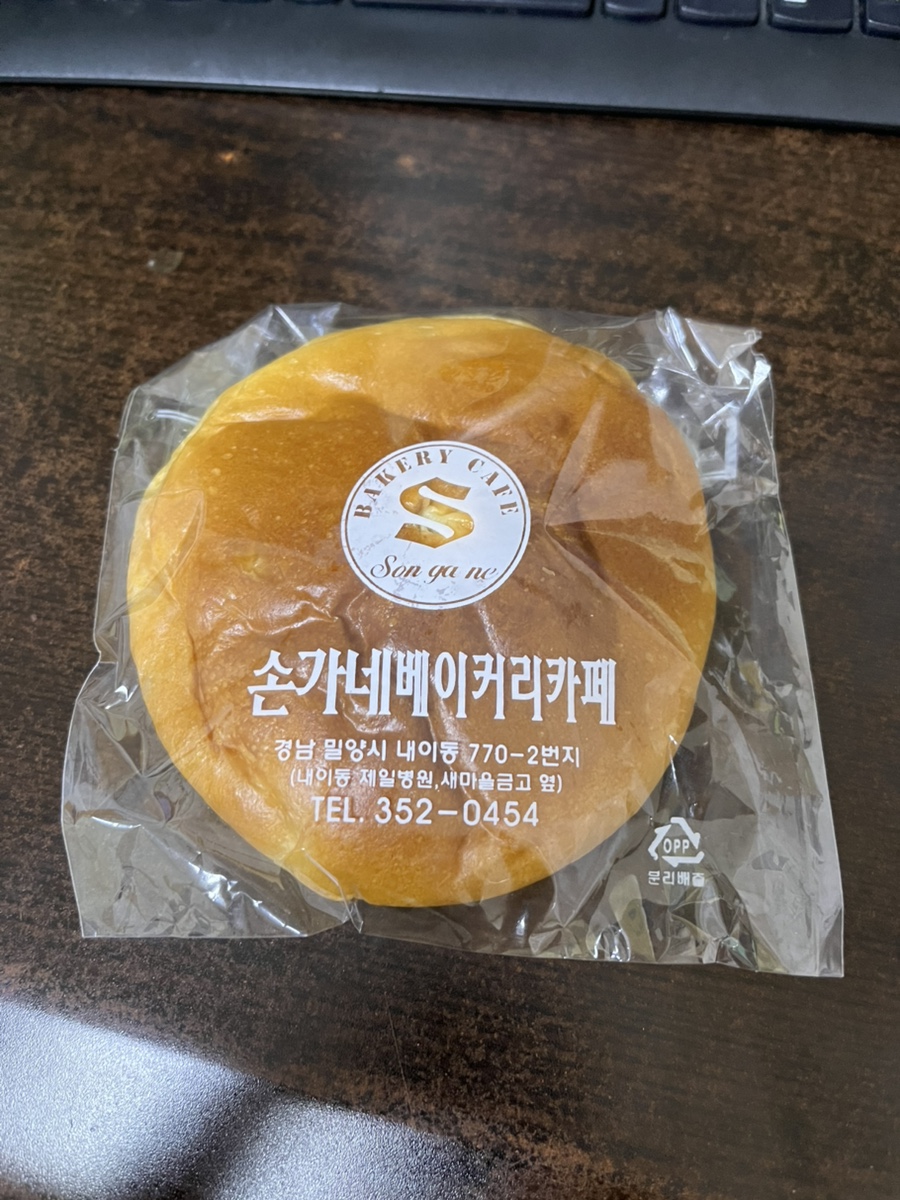 BAKERY CAFE
S
Son ga ne
손가네베이커리카페
경남 밀양시 내이동 770-2번지
(내이동 제일병원,새마을금고 옆)
TEL. 352-0454
OPP
분리배출